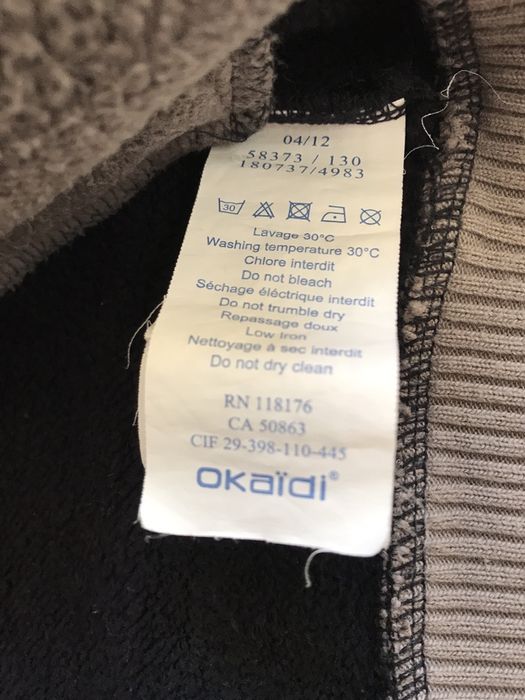 04/12
58373 / 130
180737/4983
30
Lavage 30°C
Washing temperature 30°C
Chlore interdit
Do not bleach
Séchage éléctrique interdit
Do not trumble dry
Repassage doux
Low Iron
Nettoyage à sec interdit
Do not dry clean
RN 118176
CA 50863
CIF 29-398-110-445
oKaïdi®